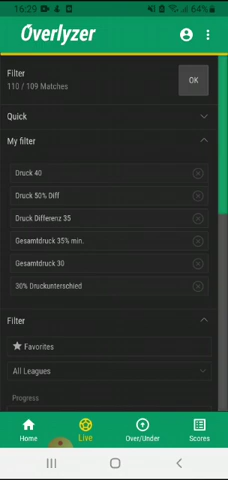 16:29 64%
Överlyzer
Filter
110 / 109 Matches
OK
Quick
My filter
Druck 40
Druck 50% Diff
Druck Differenz 35
Gesamtdruck 35% min.
Gesamtdruck 30
30% Druckunterschied
Filter
Favorites
All Leagues
Progress
Home
Live
Over/Under
Scores